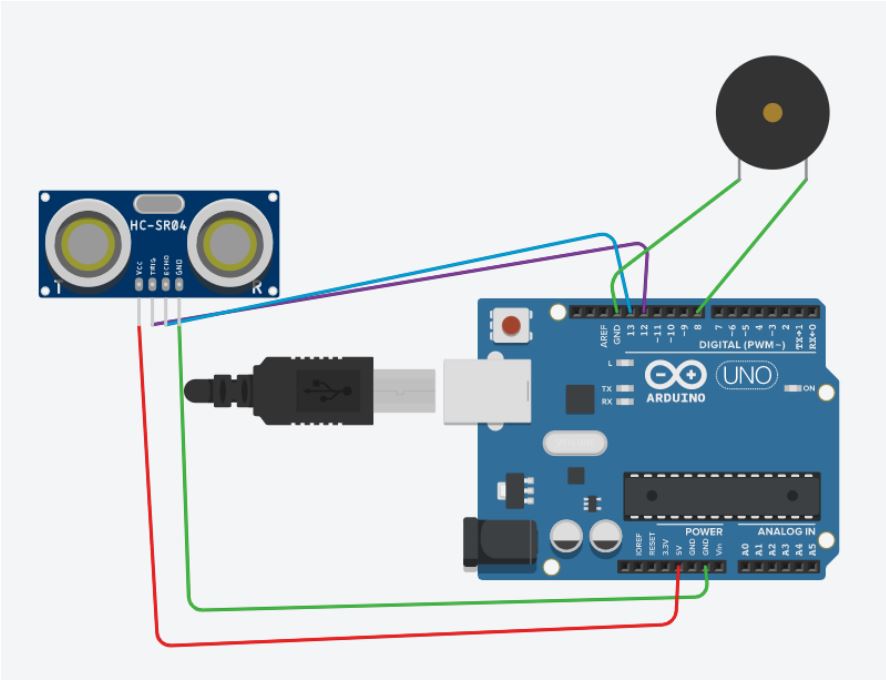 HC-SR04
VCC
TRIG
ECHO
GND
T
R
AREF
GND
13
12
~11
~10
~9
8
7
~6
~5
4
~3
2
TX→1
RX←0
DIGITAL (PWM~)
L
TX
RX
ARDUINO
UNO
ON
POWER
ANALOG IN
IOREF
RESET
3.3V
5V
GND
GND
Vin
A0
A1
A2
A3
A4
A5